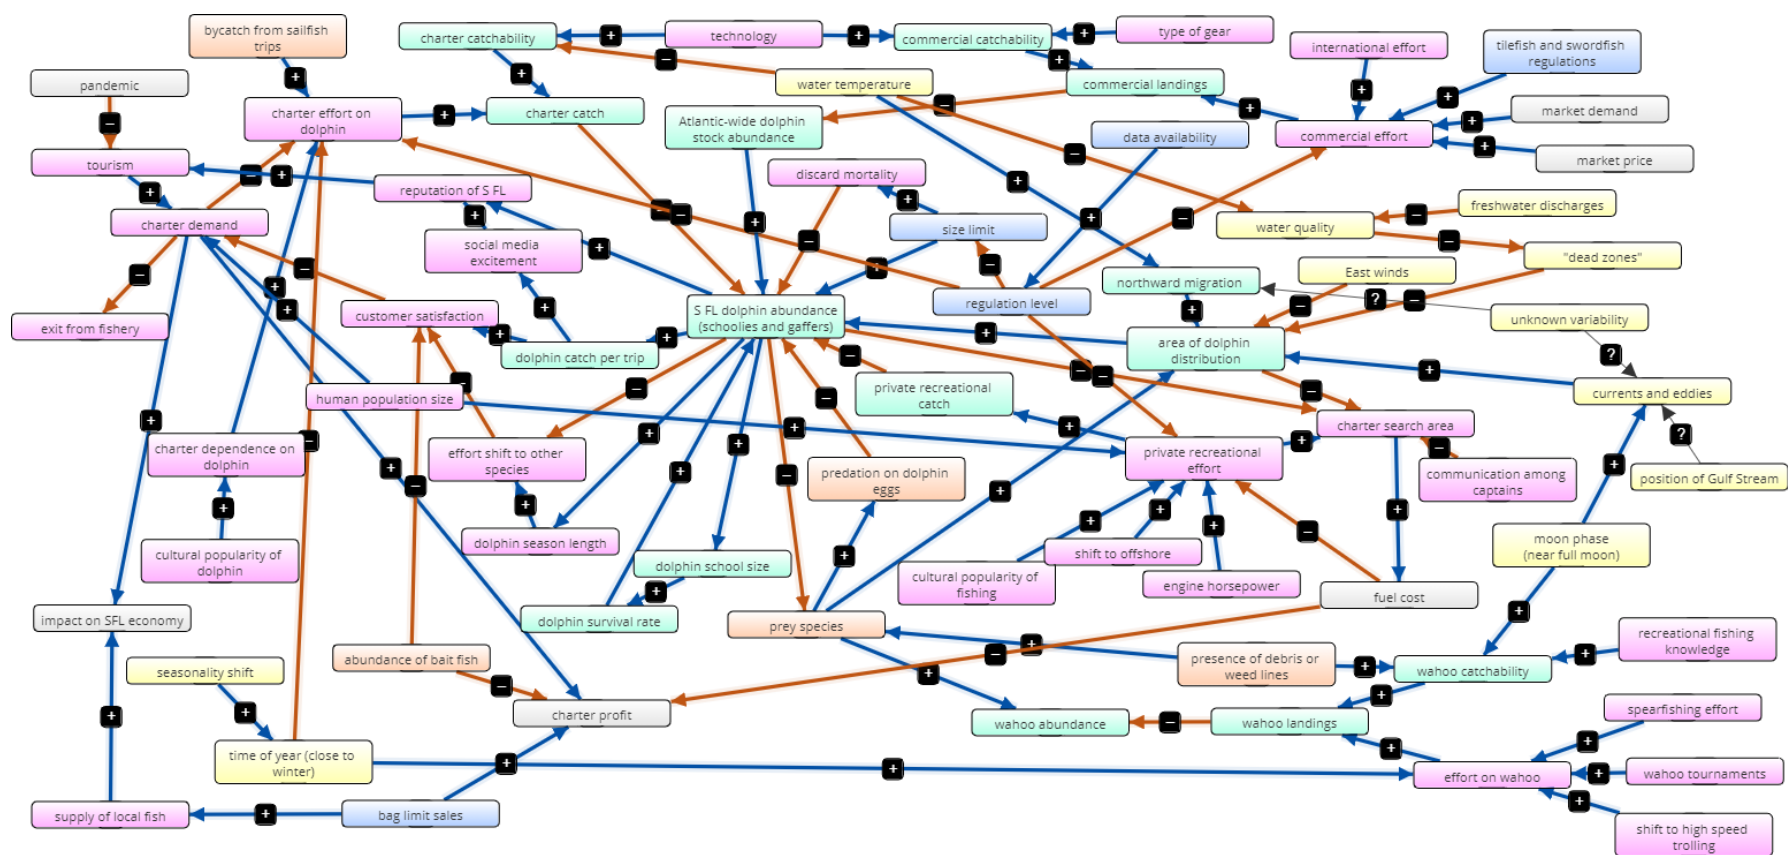 bycatch from sailfish
trips
charter catchability
technology
commercial catchability
type of gear
international effort
tilefish and swordfish
regulations
pandemic
water temperature
commercial landings
charter effort on
dolphin
charter catch
Atlantic-wide dolphin
stock abundance
data availability
commercial effort
market demand
market price
tourism
reputation of S FL
discard mortality
freshwater discharges
charter demand
size limit
water quality
social media
excitement
"dead zones"
East winds
northward migration
exit from fishery
customer satisfaction
S FL dolphin abundance
(schoolies and gaffers)
regulation level
unknown variability
dolphin catch per trip
area of dolphin
distribution
human population size
private recreational
catch
currents and eddies
charter search area
charter dependence on
dolphin
effort shift to other
species
predation on dolphin
eggs
private recreational
effort
communication among
captains
position of Gulf Stream
cultural popularity of
dolphin
dolphin season length
dolphin school size
shift to offshore
cultural popularity of
fishing
engine horsepower
moon phase
(near full moon)
fuel cost
impact on SFL economy
dolphin survival rate
prey species
recreational fishing
knowledge
seasonality shift
abundance of bait fish
presence of debris or
weed lines
wahoo catchability
charter profit
wahoo abundance
wahoo landings
spearfishing effort
time of year (close to
winter)
effort on wahoo
wahoo tournaments
supply of local fish
bag limit sales
shift to high speed
trolling